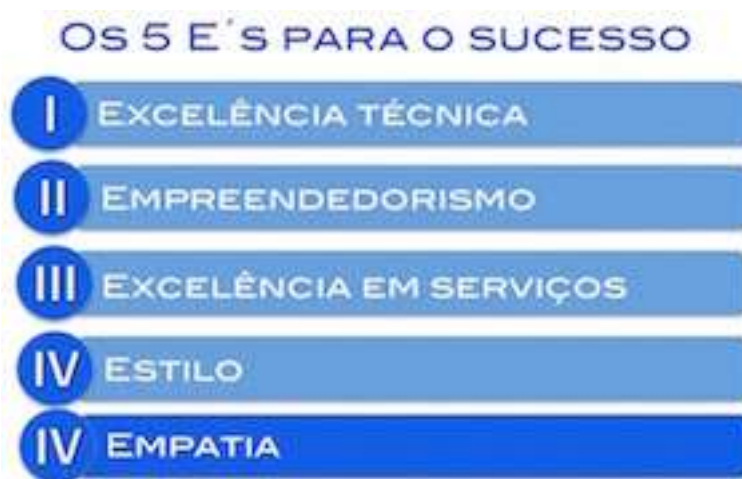 Os 5 E´s para o sucesso
I Excelência técnica
II Empreendedorismo
III Excelência em serviços
IV Estilo
IV Empatia